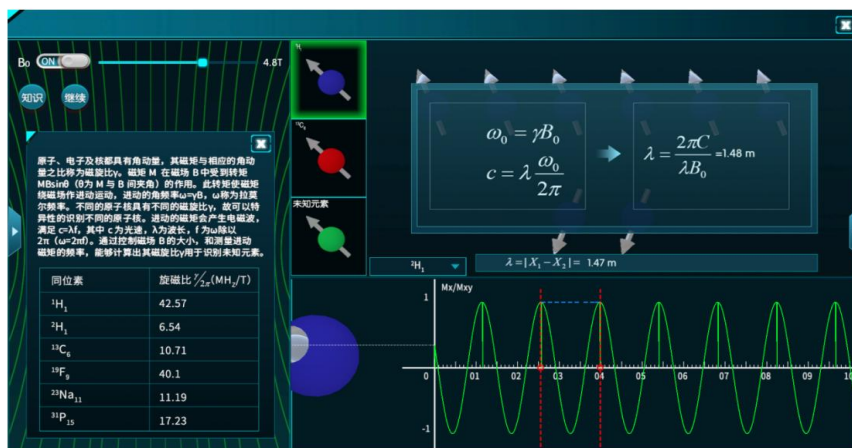 B₀ ON 4.8T
知识 继续
原子、电子及核都具有角动量，其磁矩与相应的角动
量之比称为磁旋比γ。磁矩 M 在磁场 B 中受到转矩
MBsinθ（θ为 M 与 B 间夹角）的作用。此转矩使磁矩
绕磁场作进动运动，进动的角频率ω=γB，ω称为拉莫
尔频率。不同的原子核具有不同的磁旋比γ，故可以特
异性的识别不同的原子核。进动的磁矩会产生电磁波，
满足 c=λf，其中 c 为光速，λ为波长，f 为ω除以
2π（ω=2πf）。通过控制磁场 B 的大小，和测量进动
磁矩的频率，能够计算出其磁旋比γ用于识别未知元素。
同位素 旋磁比 γ/2π(MH₂/T)
¹H₁ 42.57
²H₁ 6.54
¹³C₆ 10.71
¹⁹F₉ 40.1
²³Na₁₁ 11.19
³¹P₁₅ 17.23
¹³C₆
未知元素
ω₀ = γB₀
c = λ ω₀/2π
λ = 2πC/λB₀ =1.48 m
²H₁
λ=|X₁−X₂|= 1.47 m
Mx/Mxy
1
0 01 02 03 04 05 06 07 08 09 10
-1